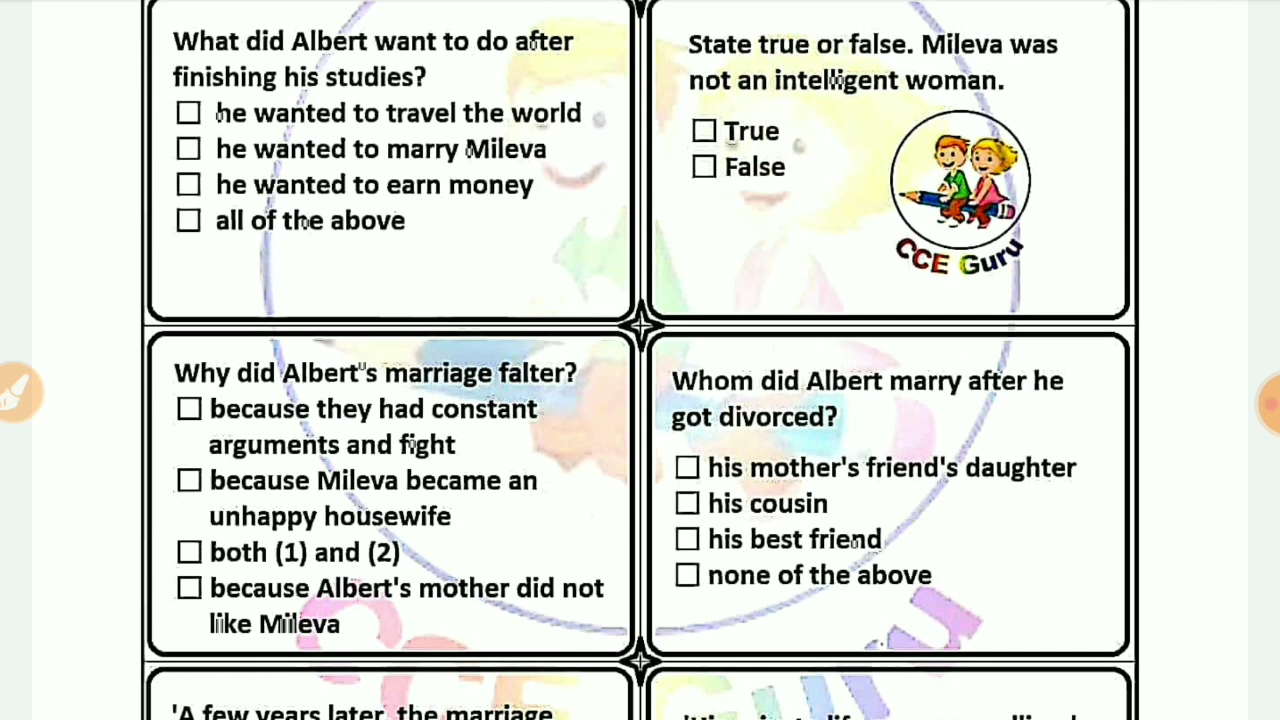 What did Albert want to do after
finishing his studies?
he wanted to travel the world
he wanted to marry Mileva
he wanted to earn money
all of the above
State true or false. Mileva was
not an intelligent woman.
True
False
CCE Guru
Why did Albert's marriage falter?
because they had constant
arguments and fight
because Mileva became an
unhappy housewife
both (1) and (2)
because Albert's mother did not
like Mileva
Whom did Albert marry after he
got divorced?
his mother's friend's daughter
his cousin
his best friend
none of the above
'A few years later, the marriage